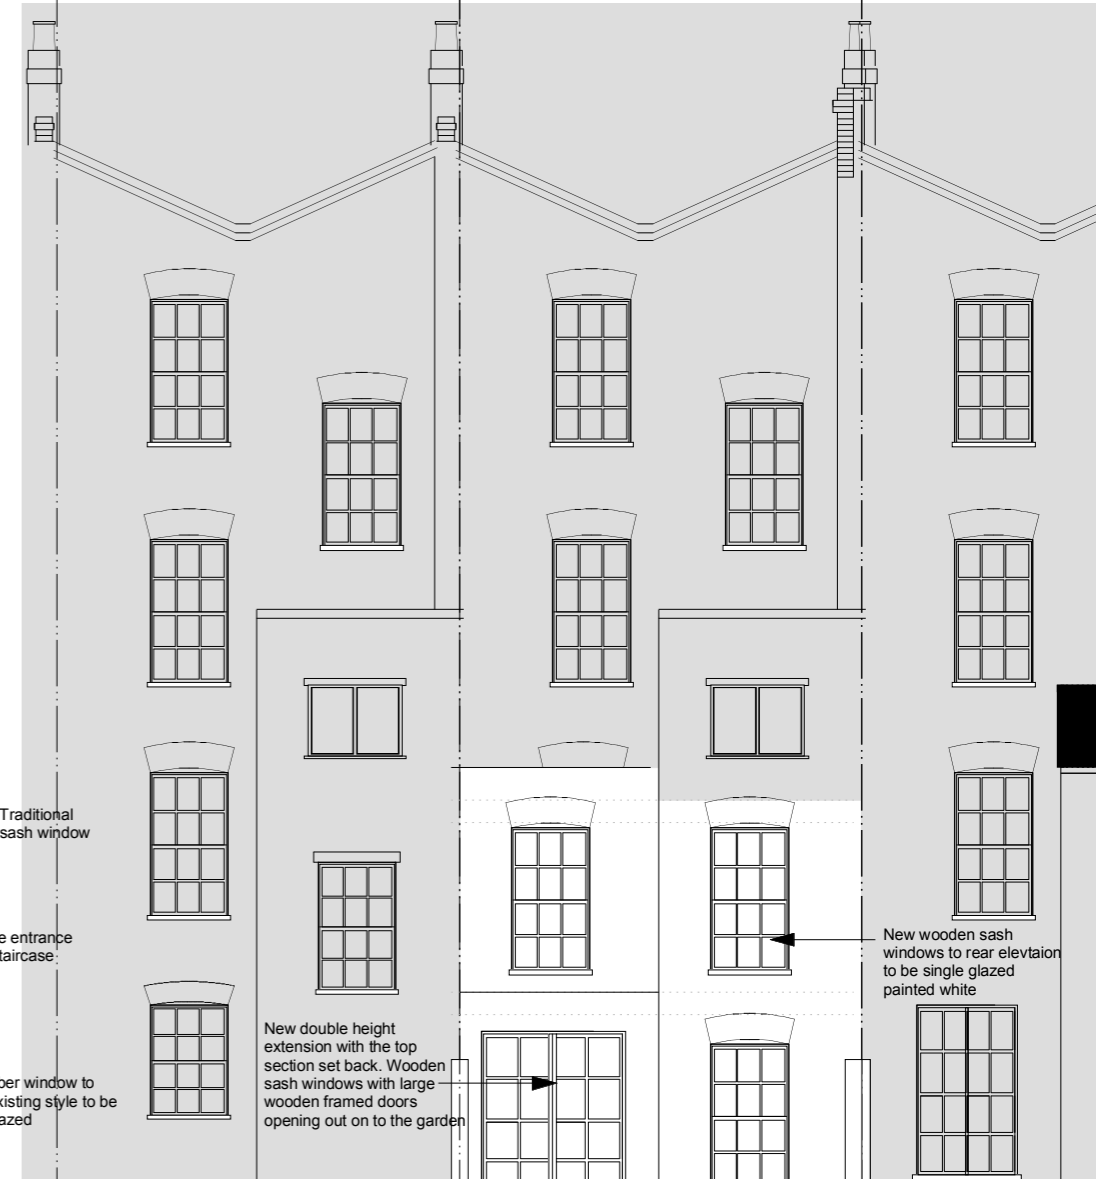 Traditional
sash window
e entrance
taircase
New wooden sash
windows to rear elevtaion
to be single glazed
painted white
New double height
extension with the top
section set back. Wooden
sash windows with large
wooden framed doors
opening out on to the garden
per window to
xisting style to be
azed